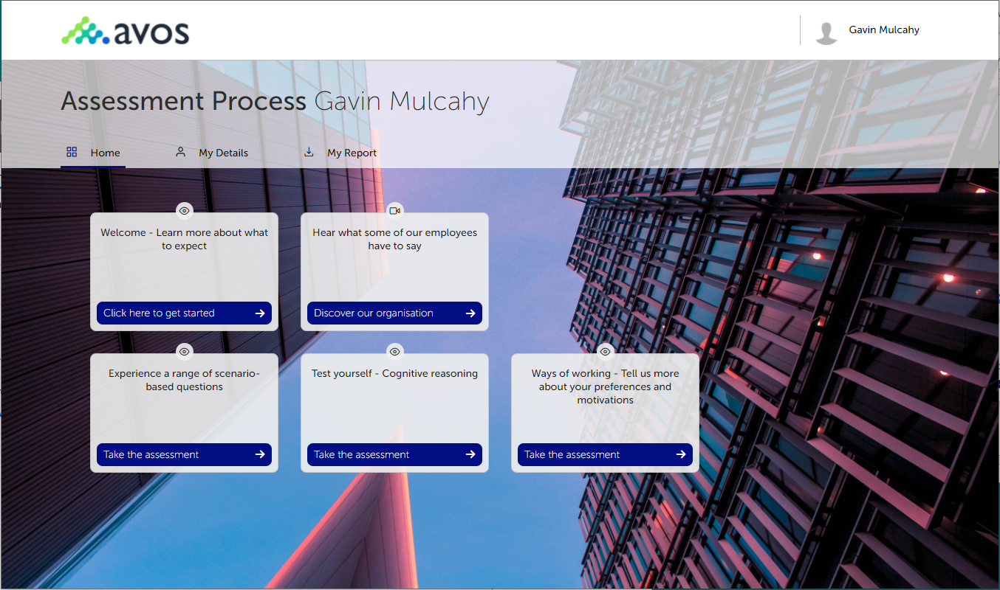 avos
Gavin Mulcahy
Assessment Process Gavin Mulcahy
Home
My Details
My Report
Welcome - Learn more about what
to expect
Click here to get started
Hear what some of our employees
have to say
Discover our organisation
Experience a range of scenario-
based questions
Take the assessment
Test yourself - Cognitive reasoning
Take the assessment
Ways of working - Tell us more
about your preferences and
motivations
Take the assessment